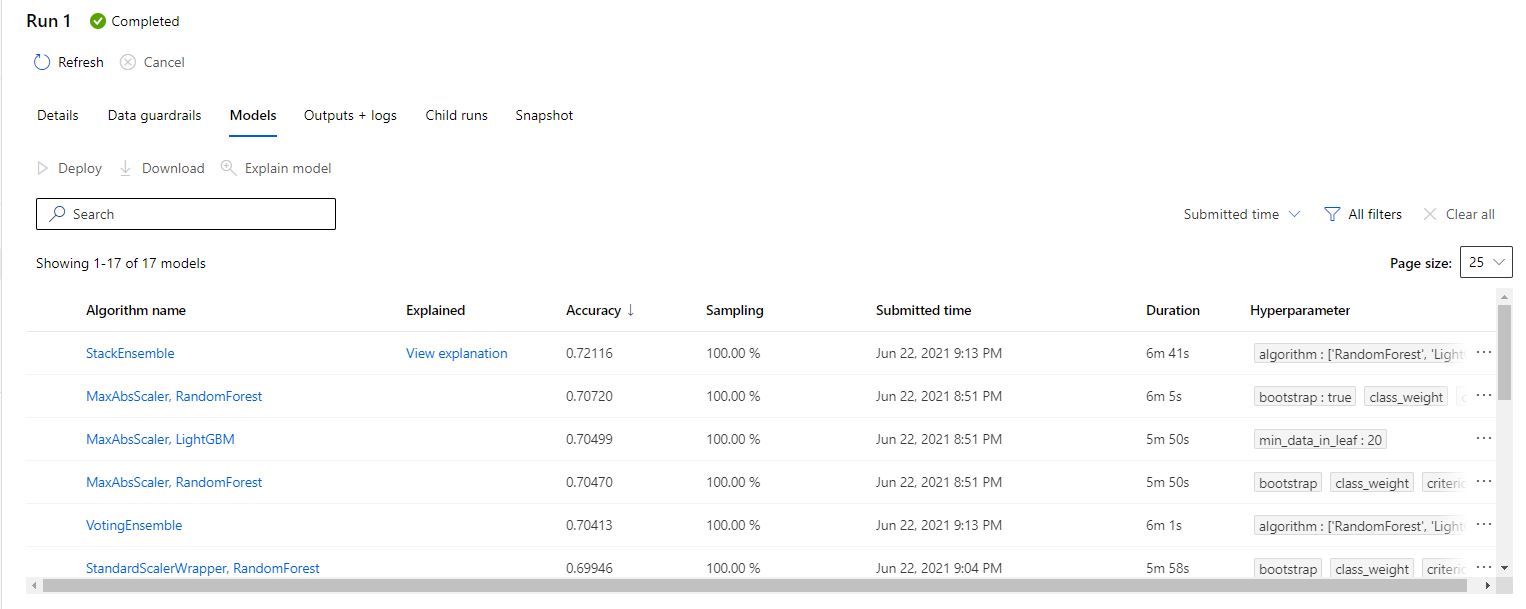 Run 1 Completed
Refresh Cancel
Details Data guardrails Models Outputs + logs Child runs Snapshot
Deploy Download Explain model
Search Submitted time All filters Clear all
Showing 1-17 of 17 models Page size: 25
Algorithm name Explained Accuracy ↓ Sampling Submitted time Duration Hyperparameter
StackEnsemble View explanation 0.72116 100.00 % Jun 22, 2021 9:13 PM 6m 41s algorithm : ['RandomForest', 'Light ...
MaxAbsScaler, RandomForest 0.70720 100.00 % Jun 22, 2021 8:51 PM 6m 5s bootstrap : true class_weight c ...
MaxAbsScaler, LightGBM 0.70499 100.00 % Jun 22, 2021 8:51 PM 5m 50s min_data_in_leaf : 20 ...
MaxAbsScaler, RandomForest 0.70470 100.00 % Jun 22, 2021 8:51 PM 5m 50s bootstrap class_weight criteric ...
VotingEnsemble 0.70413 100.00 % Jun 22, 2021 9:13 PM 6m 1s algorithm : ['RandomForest', 'Light ...
StandardScalerWrapper, RandomForest 0.69946 100.00 % Jun 22, 2021 9:04 PM 5m 58s bootstrap class_weight criteric ...